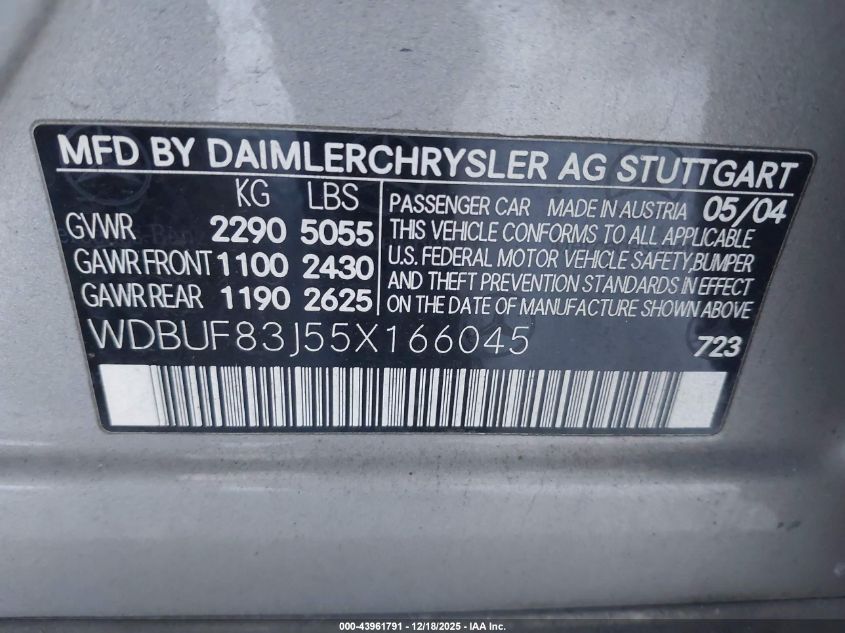 MFD BY DAIMLERCHRYSLER AG STUTTGART
KG LBS
GVWR 2290 5055
GAWR FRONT 1100 2430
GAWR REAR 1190 2625
PASSENGER CAR MADE IN AUSTRIA 05/04
THIS VEHICLE CONFORMS TO ALL APPLICABLE
U.S. FEDERAL MOTOR VEHICLE SAFETY,BUMPER
AND THEFT PREVENTION STANDARDS IN EFFECT
ON THE DATE OF MANUFACTURE SHOWN ABOVE
WDBUF83J55X166045 723
000-43961791 - 12/18/2025 - IAA Inc.